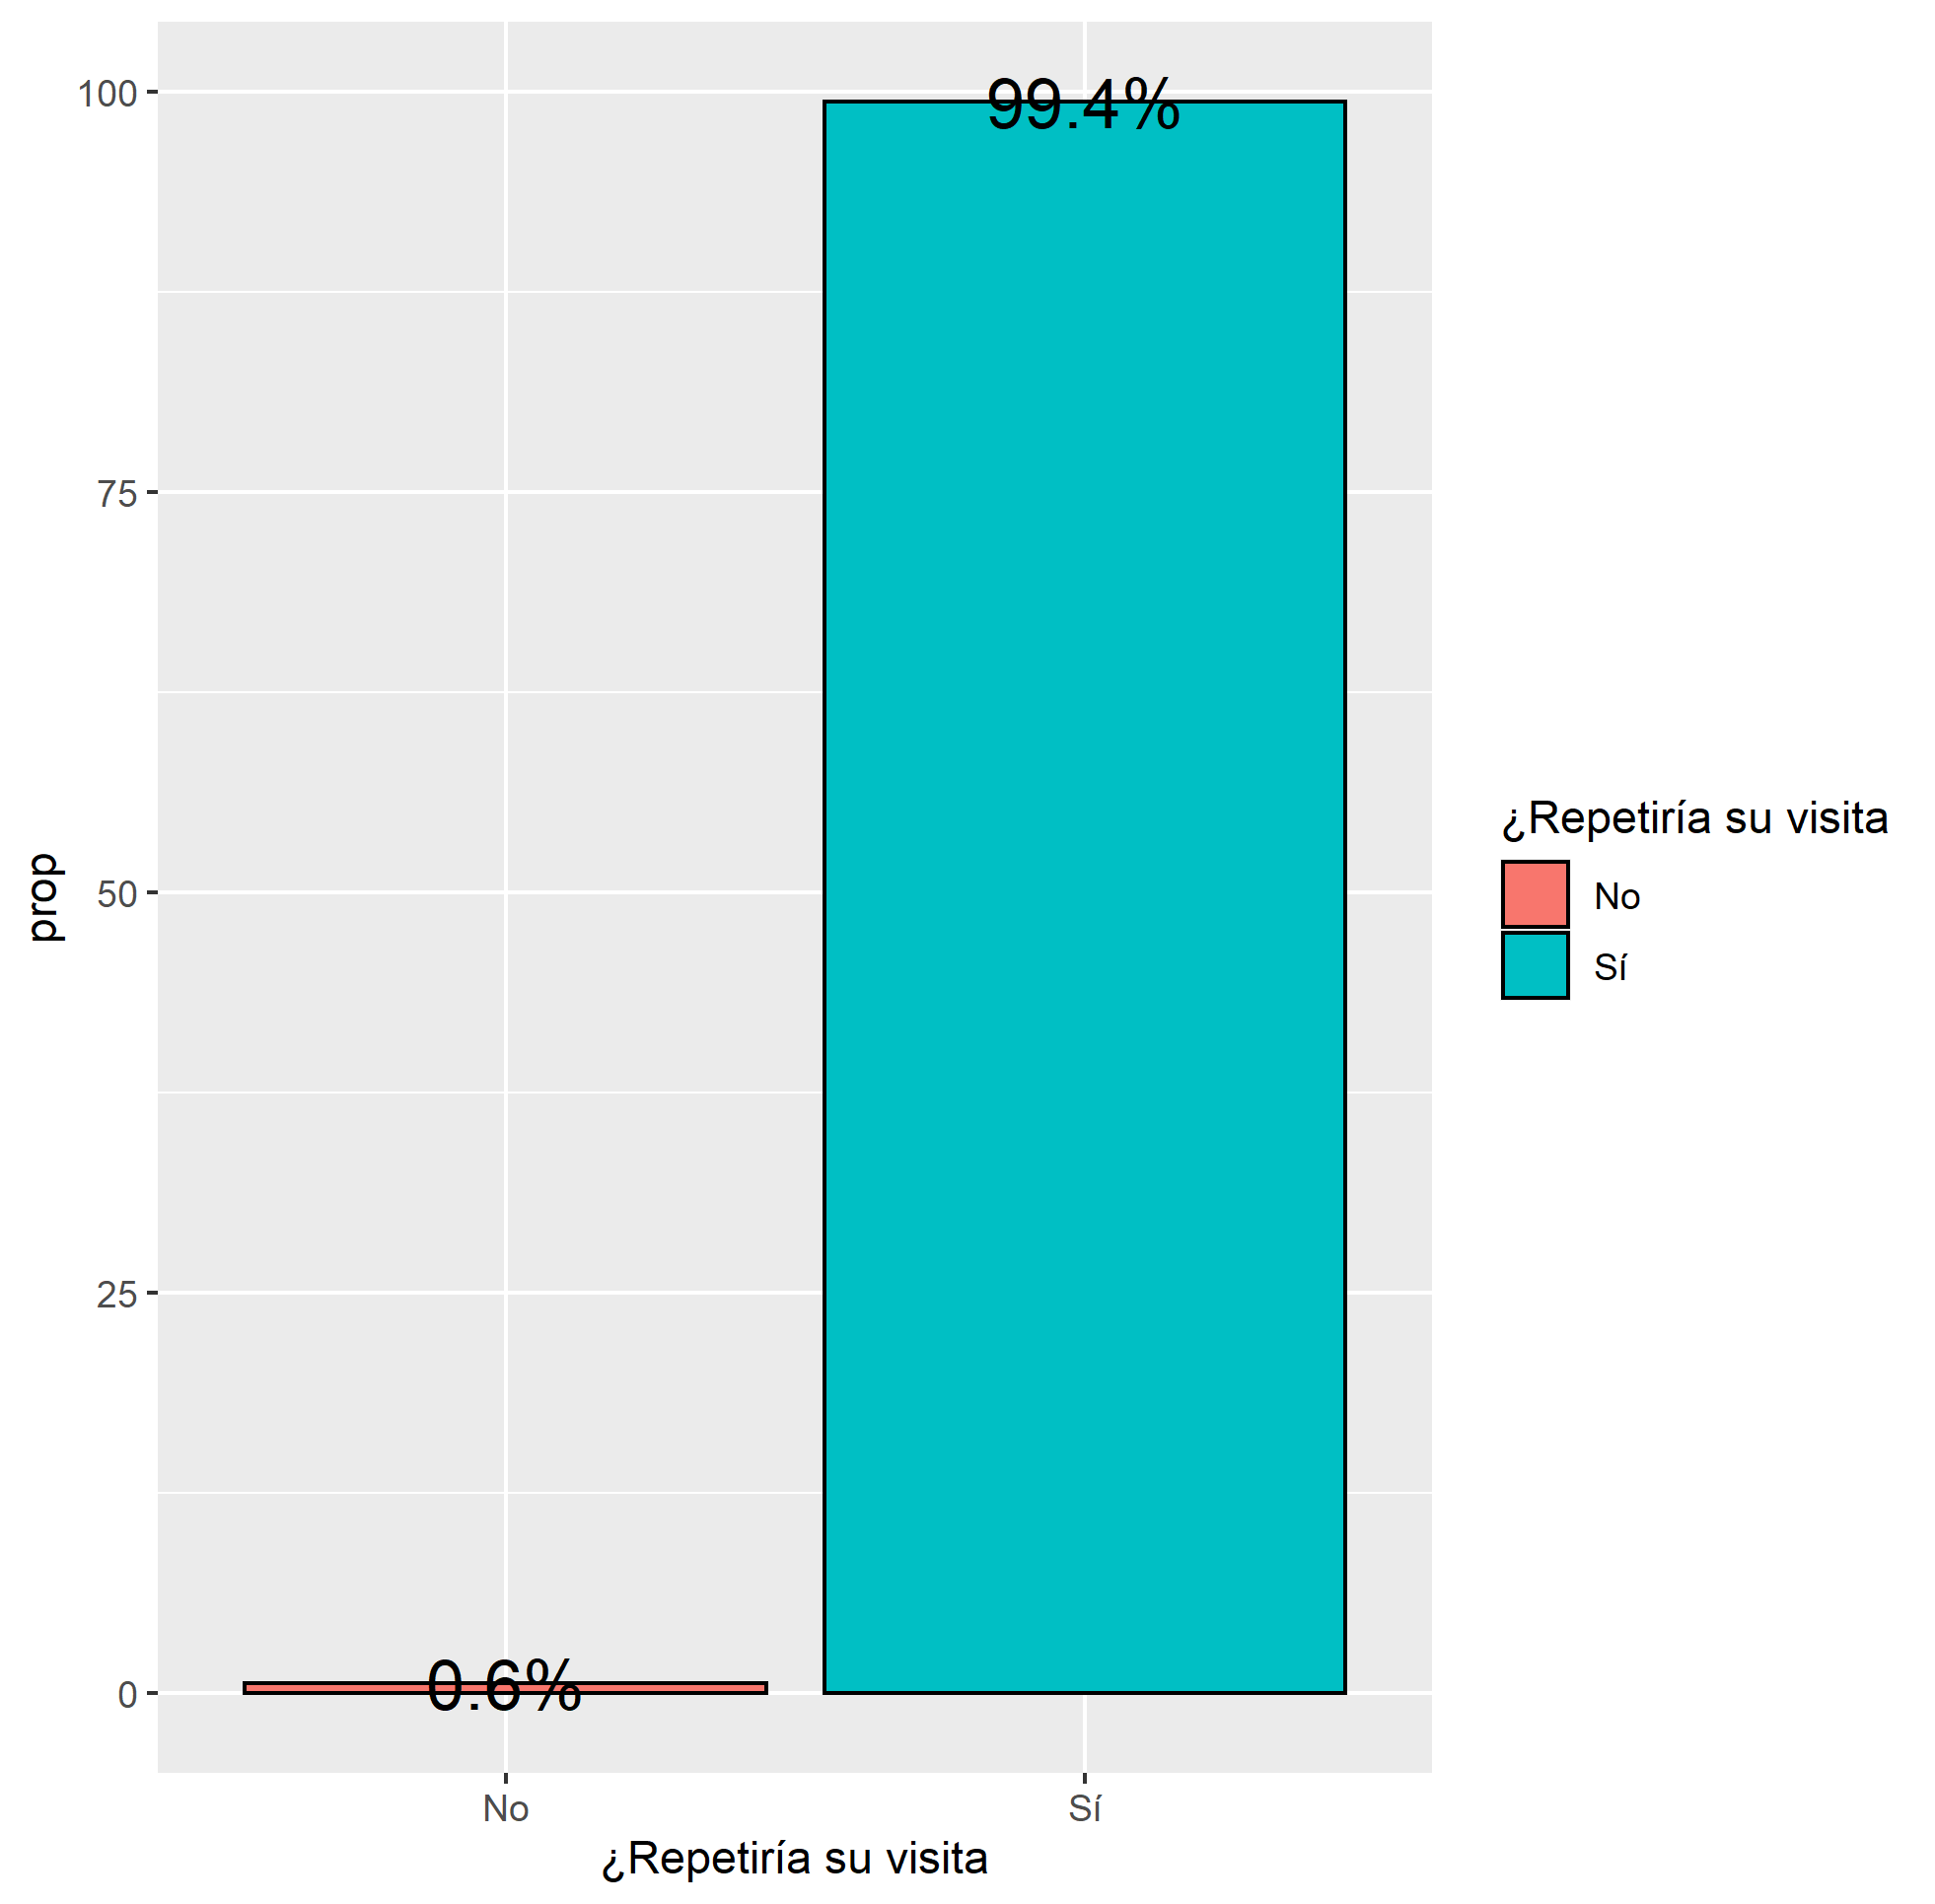 100
75
50
25
0
prop
99.4%
0.6%
No
Sí
¿Repetiría su visita
¿Repetiría su visita
No
Sí